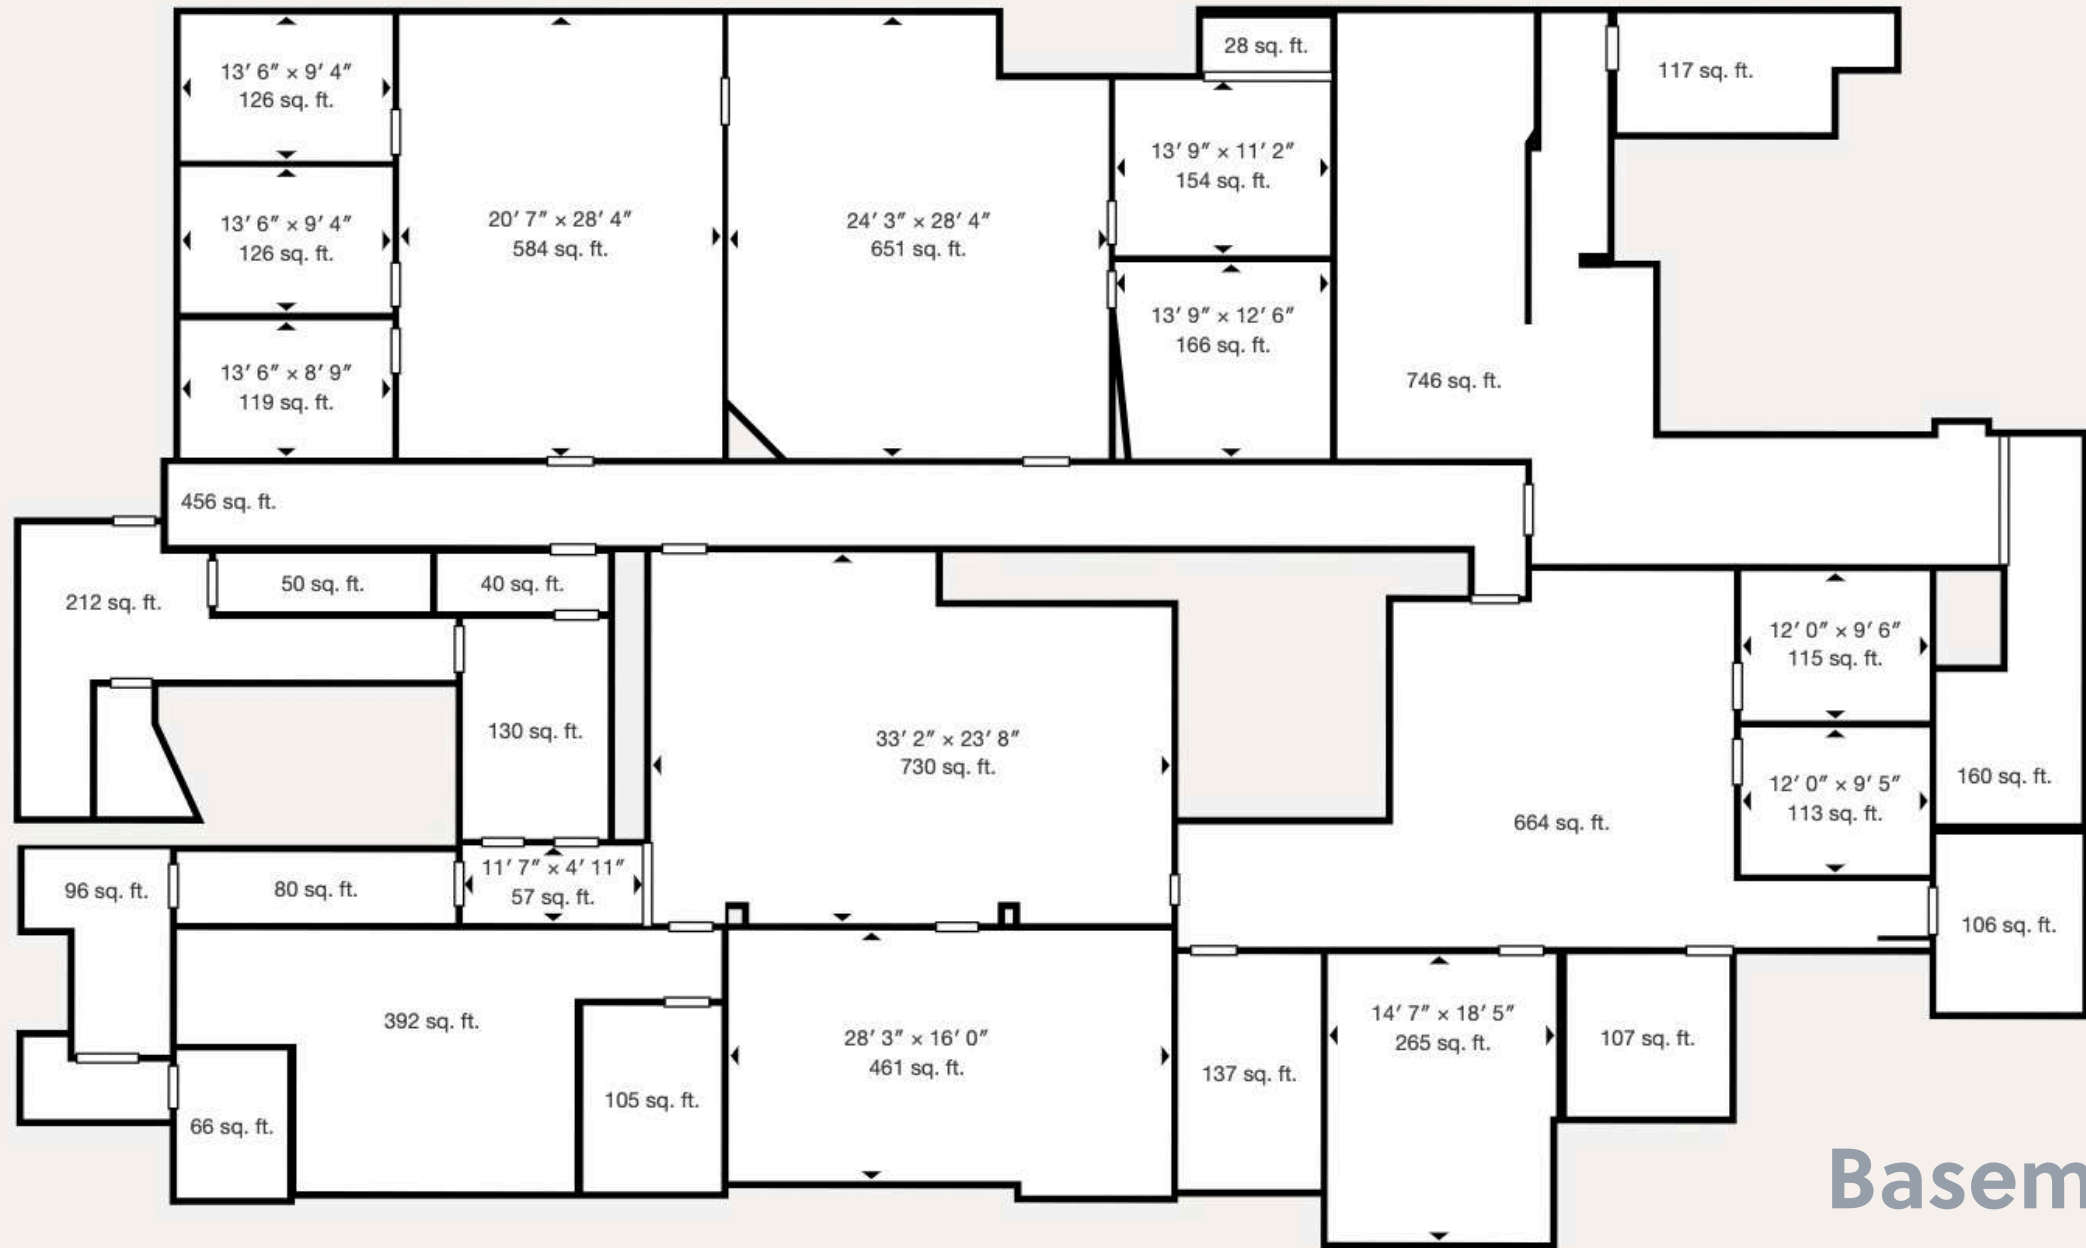 13′ 6″ × 9′ 4″
126 sq. ft.
13′ 6″ × 9′ 4″
126 sq. ft.
13′ 6″ × 8′ 9″
119 sq. ft.
20′ 7″ × 28′ 4″
584 sq. ft.
24′ 3″ × 28′ 4″
651 sq. ft.
28 sq. ft.
13′ 9″ × 11′ 2″
154 sq. ft.
13′ 9″ × 12′ 6″
166 sq. ft.
746 sq. ft.
117 sq. ft.
456 sq. ft.
212 sq. ft.
50 sq. ft.
40 sq. ft.
130 sq. ft.
33′ 2″ × 23′ 8″
730 sq. ft.
664 sq. ft.
12′ 0″ × 9′ 6″
115 sq. ft.
12′ 0″ × 9′ 5″
113 sq. ft.
160 sq. ft.
96 sq. ft.
80 sq. ft.
11′ 7″ × 4′ 11″
57 sq. ft.
106 sq. ft.
392 sq. ft.
66 sq. ft.
105 sq. ft.
28′ 3″ × 16′ 0″
461 sq. ft.
137 sq. ft.
14′ 7″ × 18′ 5″
265 sq. ft.
107 sq. ft.
Basem